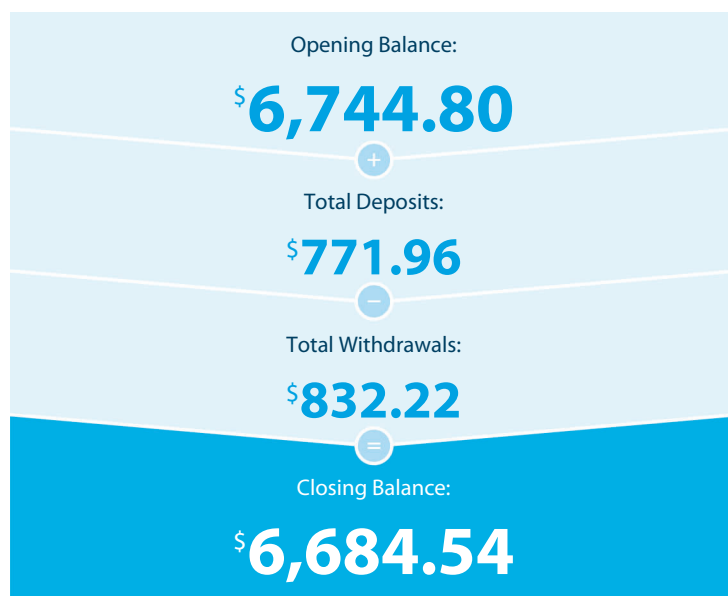 Opening Balance:
$6,744.80
+
Total Deposits:
$771.96
−
Total Withdrawals:
$832.22
=
Closing Balance:
$6,684.54